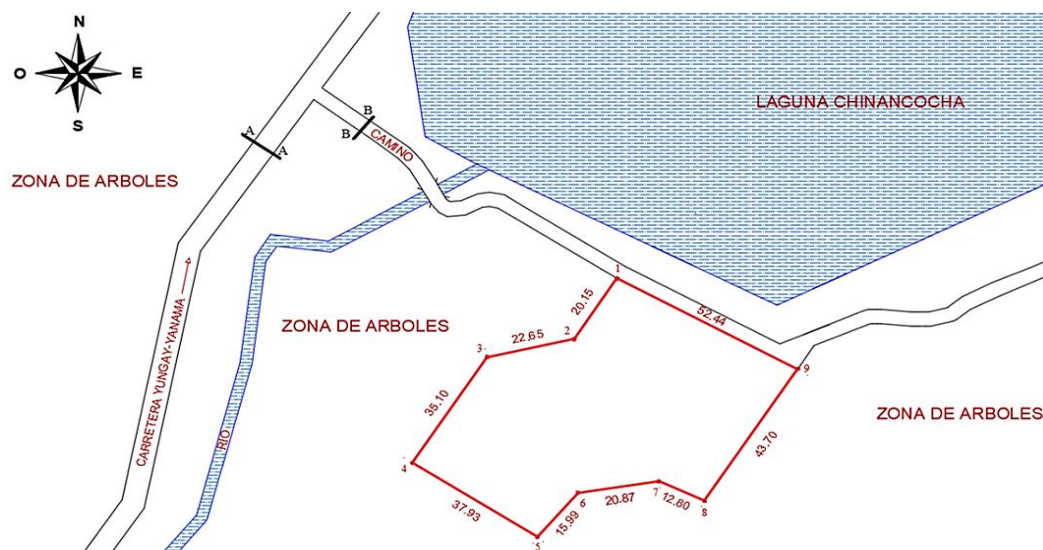 N
O
E
S
LAGUNA CHINANCOCHA
B
A
B
CAMINO
A
ZONA DE ARBOLES
1
20.15
52.44
ZONA DE ARBOLES
2
22.65
3
9
CARRETERA YUNGAY-YANAMA
35.10
ZONA DE ARBOLES
43.70
RIO
4
37.93
7
20.87
12.80
6
8
15.99
5